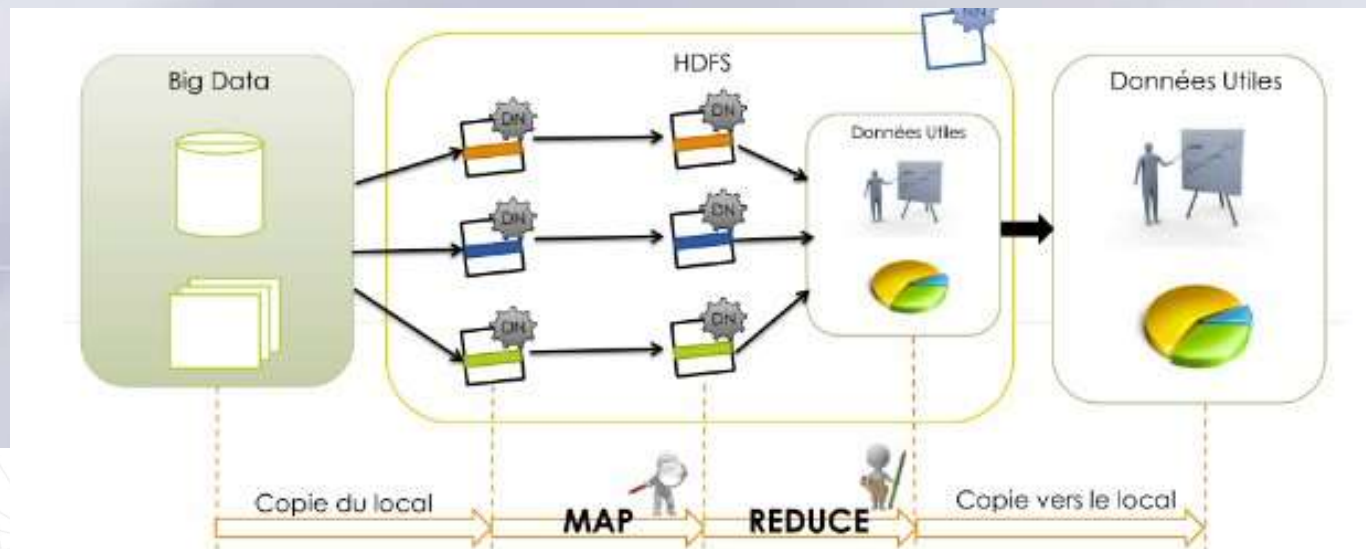 NN
Big Data
HDFS
Données Utiles
DN
DN
Données Utiles
DN
DN
DN
DN
Copie du local
MAP
REDUCE
Copie vers le local